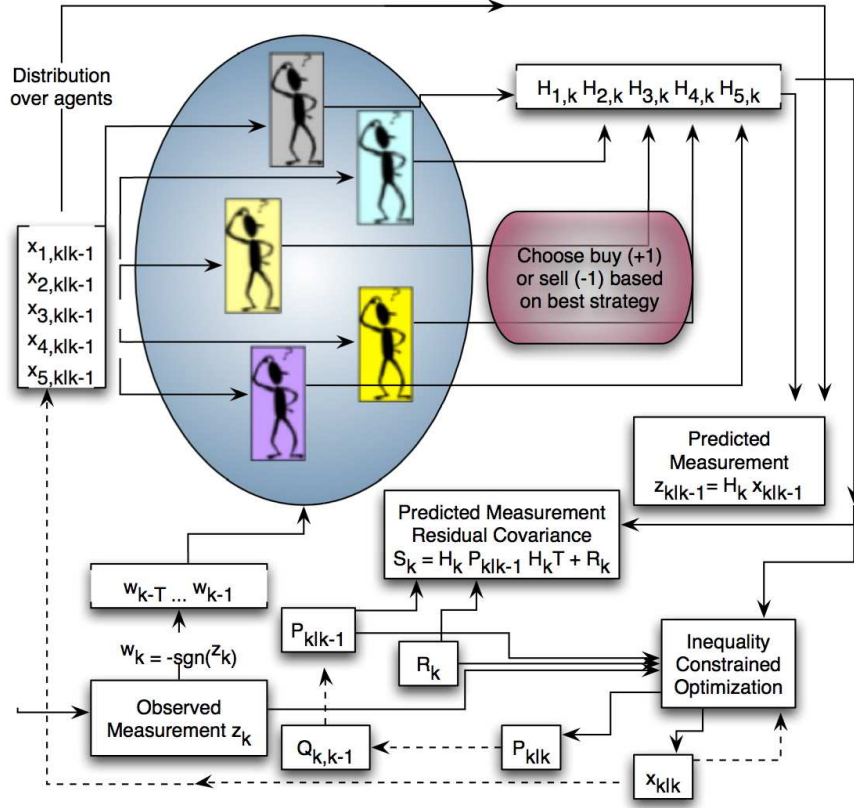 Distribution
over agents
H1,k H2,k H3,k H4,k H5,k
x1,k|k-1
x2,k|k-1
x3,k|k-1
x4,k|k-1
x5,k|k-1
?
?
?
?
?
Choose buy (+1)
or sell (-1) based
on best strategy
Predicted
Measurement
zk|k-1 = Hk xk|k-1
Predicted Measurement
Residual Covariance
Sk = Hk Pk|k-1 HkT + Rk
wk-T ... wk-1
wk = -sgn(zk)
Observed
Measurement zk
Pk|k-1
Rk
Inequality
Constrained
Optimization
Qk,k-1
Pk|k
xk|k